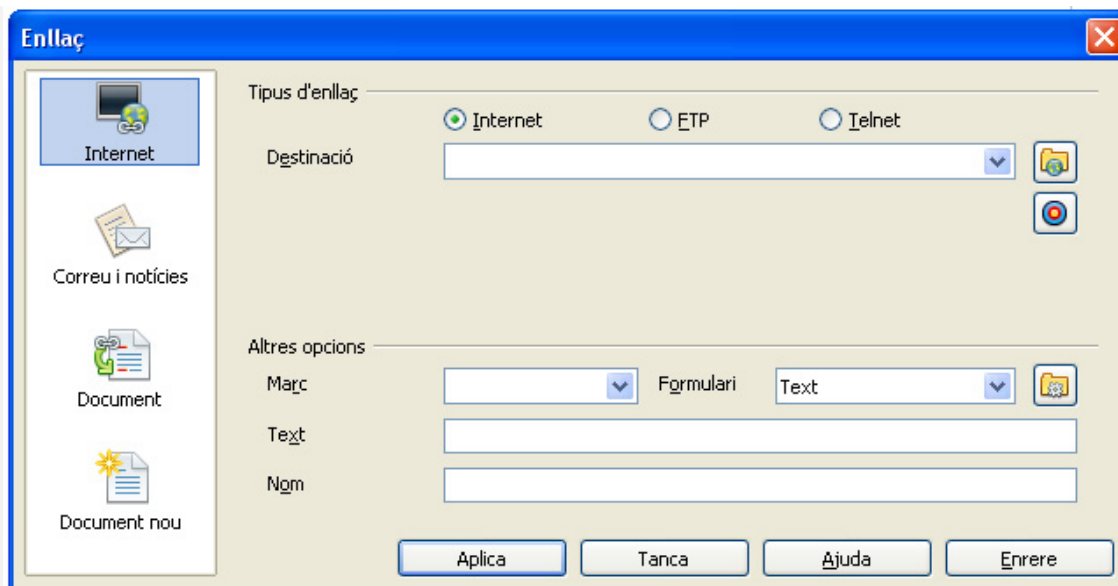 Enllaç
Internet
Correu i notícies
Document
Document nou
Tipus d'enllaç
Internet FTP Telnet
Destinació
Altres opcions
Marc Formulari Text
Text
Nom
Aplica Tanca Ajuda Enrere